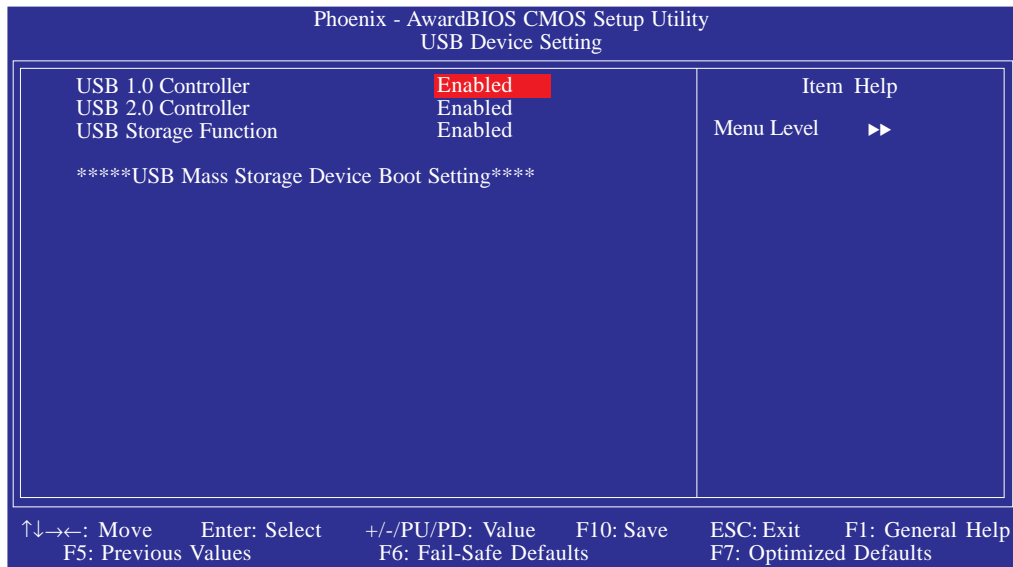 Phoenix - AwardBIOS CMOS Setup Utility
USB Device Setting
USB 1.0 Controller Enabled
USB 2.0 Controller Enabled
USB Storage Function Enabled
*****USB Mass Storage Device Boot Setting****
Item Help
Menu Level ▶▶
↑↓→←: Move Enter: Select +/-/PU/PD: Value F10: Save ESC: Exit F1: General Help
F5: Previous Values F6: Fail-Safe Defaults F7: Optimized Defaults